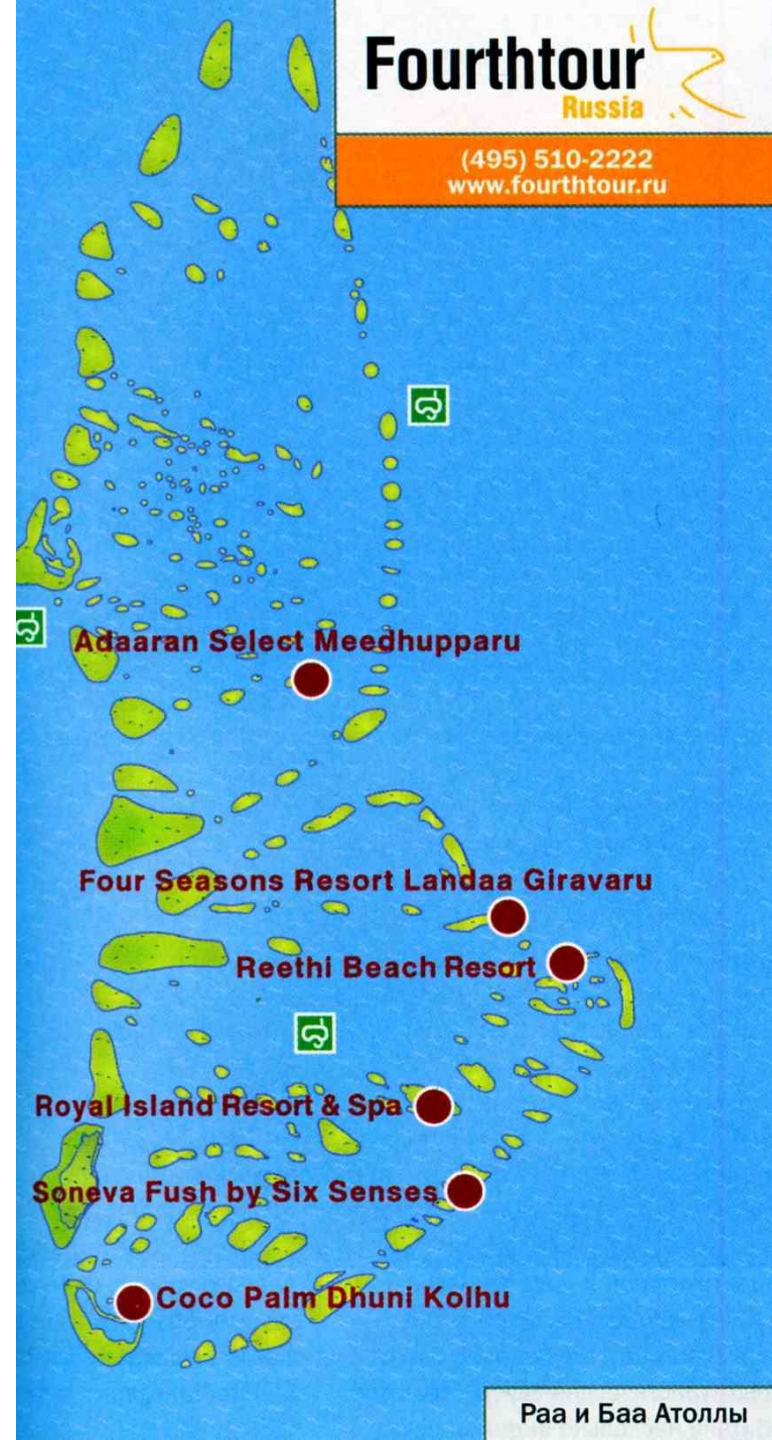 Fourthtour
Russia
(495) 510-2222
www.fourthtour.ru
Adaaran Select Meedhupparu
Four Seasons Resort Landaa Giravaru
Reethi Beach Resort
Royal Island Resort & Spa
Soneva Fush by Six Senses
Coco Palm Dhuni Kolhu
Раа и Баа Атоллы